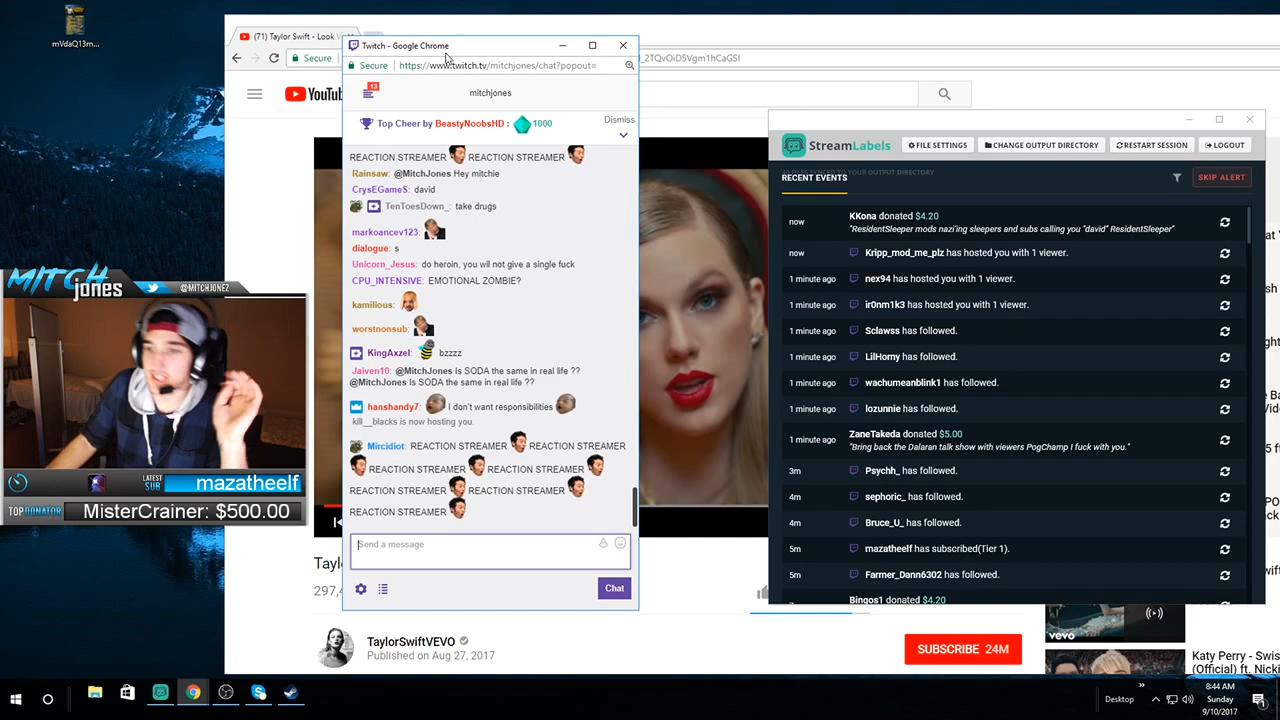 mVdaQ13m...
(71) Taylor Swift - Look
Secure
_2TQvOiD5Vgm1hCaGSI
YouTub
Twitch - Google Chrome
Secure https://www.twitch.tv/mitchjones/chat?popout=
13
mitchjones
Top Cheer by BeastyNoobsHD : 1000
Dismiss
REACTION STREAMER REACTION STREAMER
Rainsaw: @MitchJones Hey mitchie
CrysEGameS: david
TenToesDown_: take drugs
markoancev123:
dialogue: s
Unicorn_Jesus: do heroin, you wil not give a single fuck
CPU_INTENSIVE: EMOTIONAL ZOMBIE?
kamilious:
worstnonsub:
KingAxzel: bzzzz
Jaiven10: @MitchJones Is SODA the same in real life ??
@MitchJones Is SODA the same in real life ??
hanshandy7: I don't want responsibilities
kill__blacks is now hosting you.
Mircidiot: REACTION STREAMER REACTION STREAMER
REACTION STREAMER REACTION STREAMER
REACTION STREAMER REACTION STREAMER
REACTION STREAMER
Send a message
Chat
StreamLabels
FILE SETTINGS
CHANGE OUTPUT DIRECTORY
RESTART SESSION
LOGOUT
FILES SYNCED TO YOUR OUTPUT DIRECTORY
RECENT EVENTS
SKIP ALERT
now KKona donated $4.20
"ResidentSleeper mods nazi'ing sleepers and subs calling you "david" ResidentSleeper"
now Kripp_mod_me_plz has hosted you with 1 viewer.
1 minute ago nex94 has hosted you with 1 viewer.
1 minute ago ir0nm1k3 has hosted you with 1 viewer.
1 minute ago Sclawss has followed.
1 minute ago LilHorny has followed.
1 minute ago wachumeanblink1 has followed.
1 minute ago lozunnie has followed.
1 minute ago ZaneTakeda donated $5.00
"Bring back the Dalaran talk show with viewers PogChamp I fuck with you."
3m Psychh_ has followed.
4m sephoric_ has followed.
4m Bruce_U_ has followed.
5m mazatheelf has subscribed(Tier 1).
5m Farmer_Dann6302 has followed.
Bingos1 donated $4.20
MITCH
jones
@MITCHJONEZ
LATEST
SUB
mazatheelf
TOP DONATOR
MisterCrainer: $500.00
Tayl
297,4
TaylorSwiftVEVO
Published on Aug 27, 2017
SUBSCRIBE 24M
vevo
Katy Perry - Swis
(Official) ft. Nicki
Desktop
8:44 AM
Sunday
9/10/2017